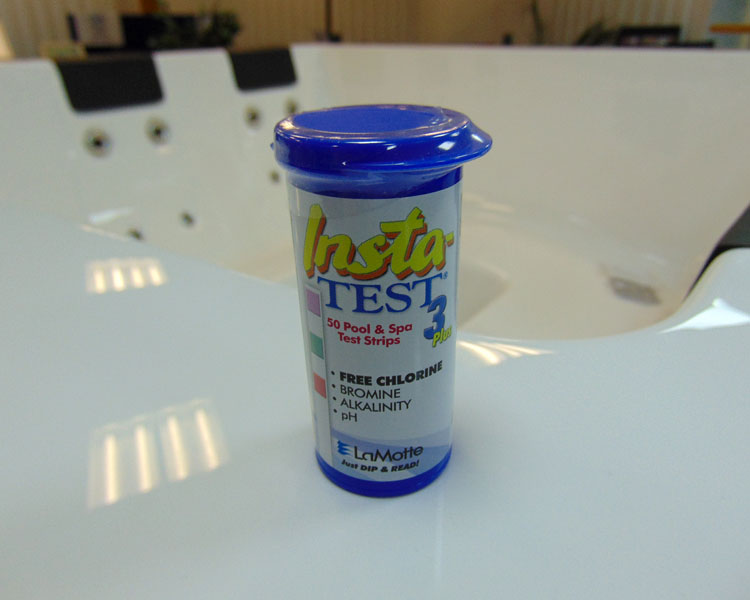 Insta-
TEST®
3
Plus
50 Pool & Spa
Test Strips
• FREE CHLORINE
• BROMINE
• ALKALINITY
• pH
LaMotte
Just DIP & READ!